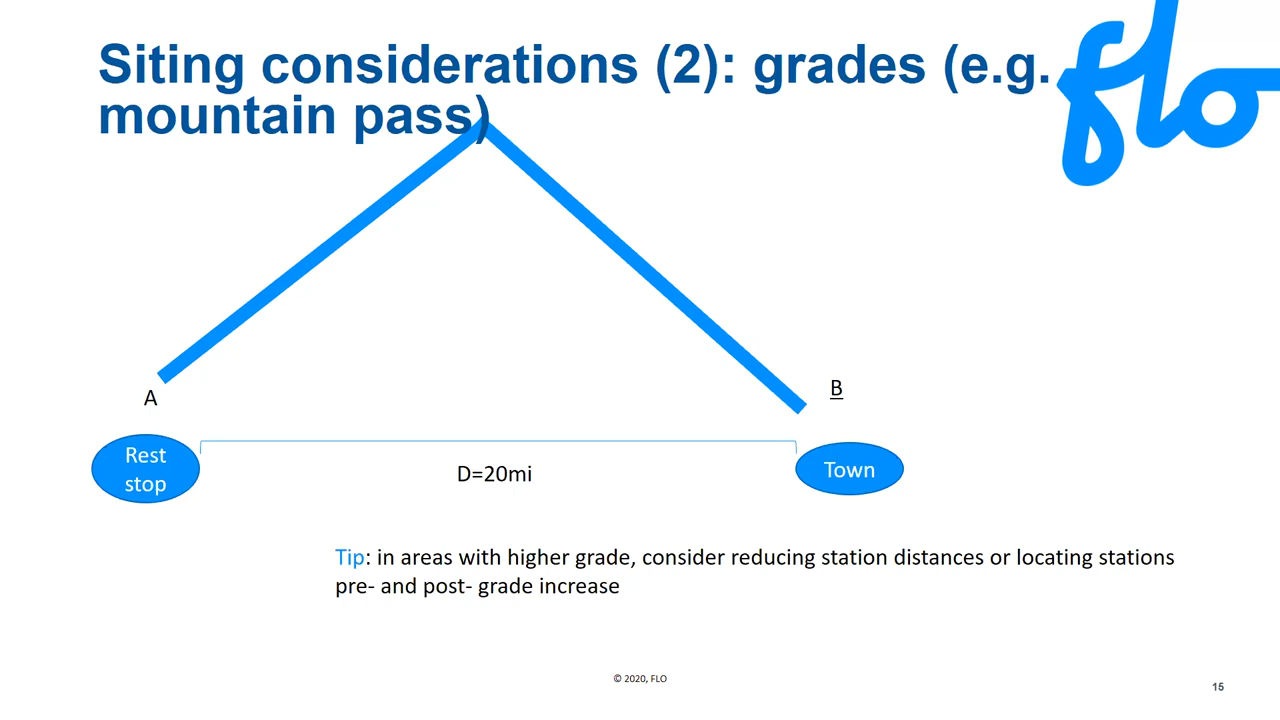 Siting considerations (2): grades (e.g.
mountain pass)
flo
A
B
Rest
stop
D=20mi
Town
Tip: in areas with higher grade, consider reducing station distances or locating stations
pre- and post- grade increase
© 2020, FLO
15